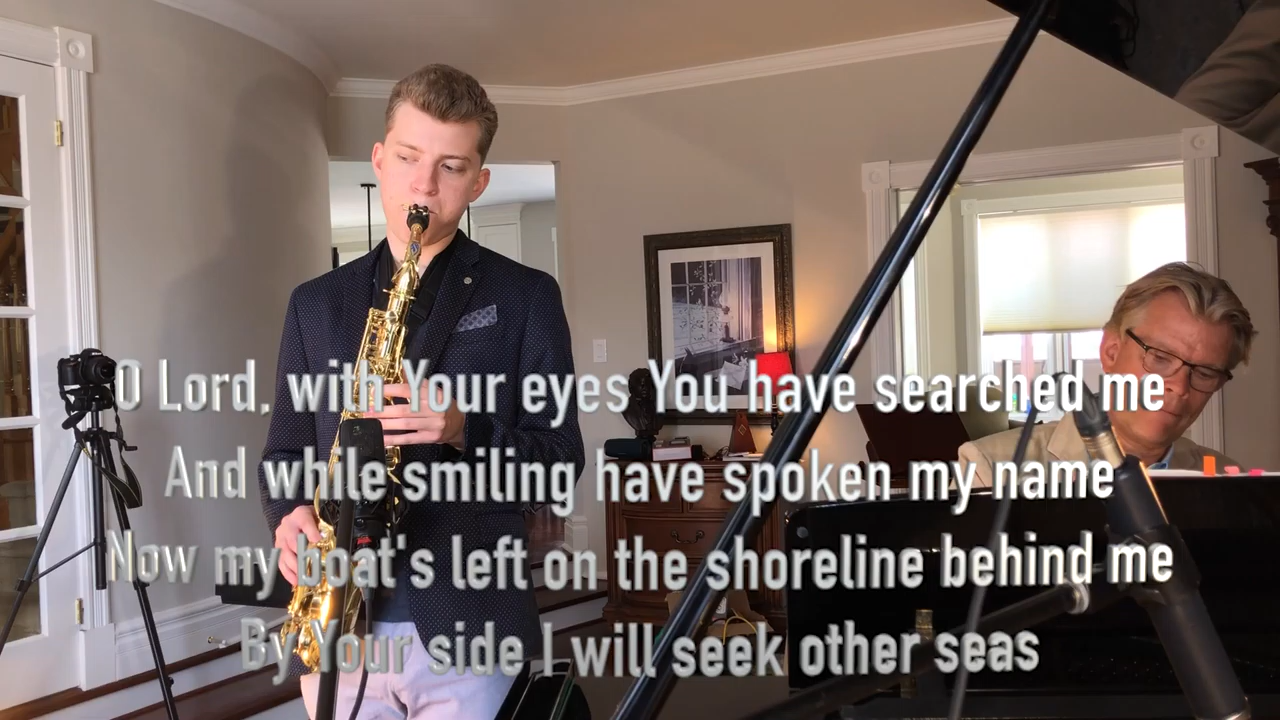 O Lord, with Your eyes You have searched me
And while smiling have spoken my name
Now my boat's left on the shoreline behind me
By Your side I will seek other seas